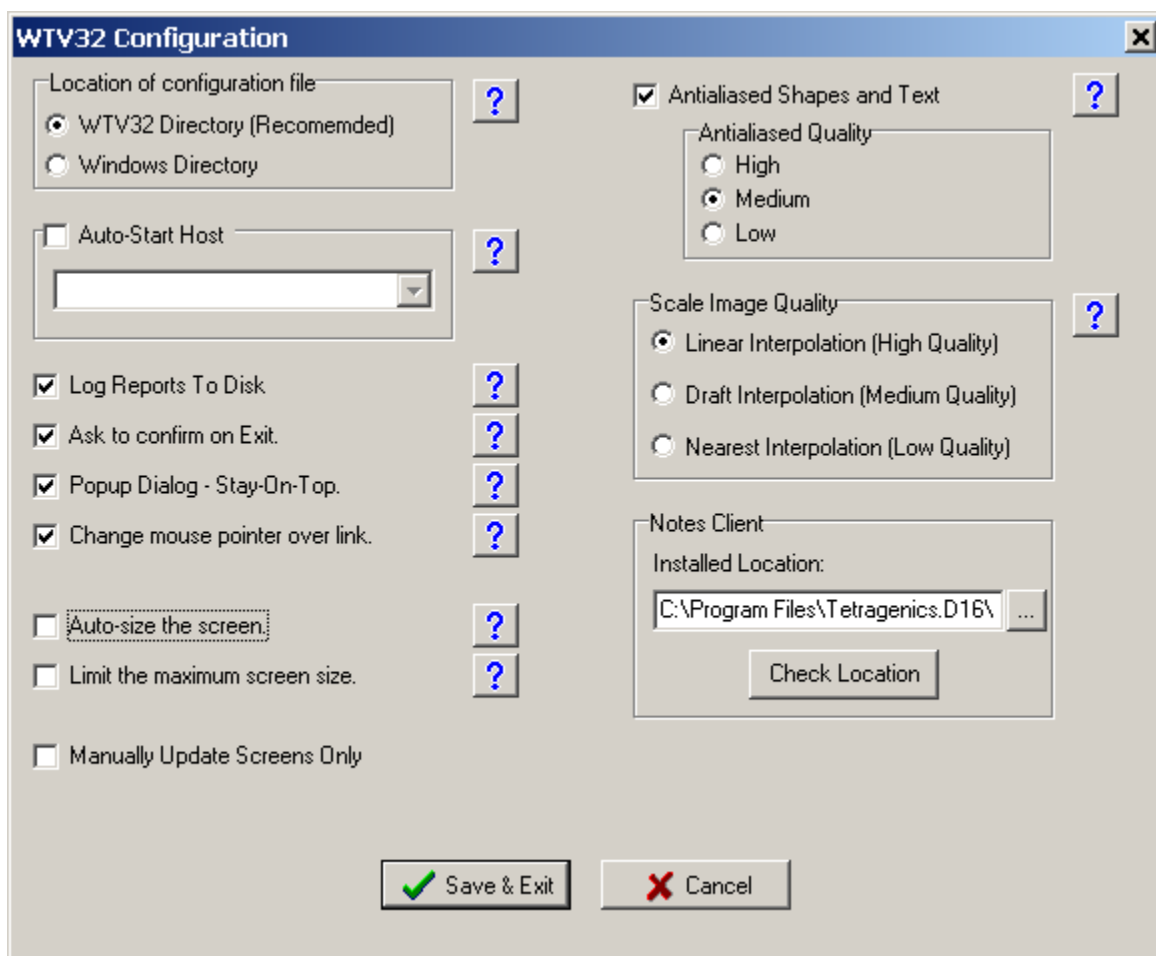 WTV32 Configuration
Location of configuration file
?
WTV32 Directory (Recomemded)
Windows Directory
Auto-Start Host
?
Log Reports To Disk
?
Ask to confirm on Exit.
?
Popup Dialog - Stay-On-Top.
?
Change mouse pointer over link.
?
Auto-size the screen.
?
Limit the maximum screen size.
?
Manually Update Screens Only
Antialiased Shapes and Text
?
Antialiased Quality
High
Medium
Low
Scale Image Quality
?
Linear Interpolation (High Quality)
Draft Interpolation (Medium Quality)
Nearest Interpolation (Low Quality)
Notes Client
Installed Location:
C:\Program Files\Tetragenics.D16\
...
Check Location
Save & Exit
Cancel